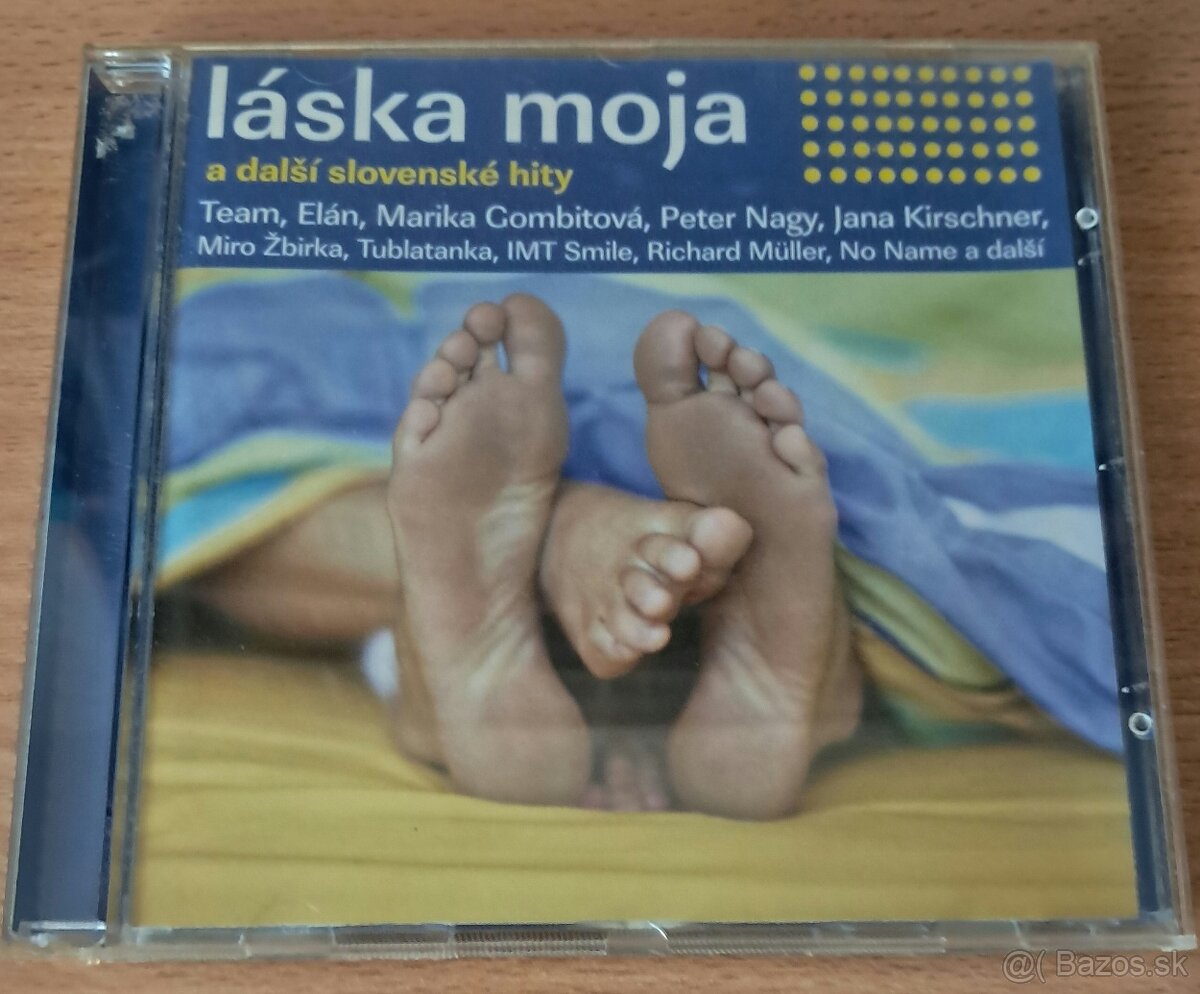 láska moja
a další slovenské hity
Team, Elán, Marika Gombitová, Peter Nagy, Jana Kirschner,
Miro Žbirka, Tublatanka, IMT Smile, Richard Müller, No Name a další
@( Bazos.sk